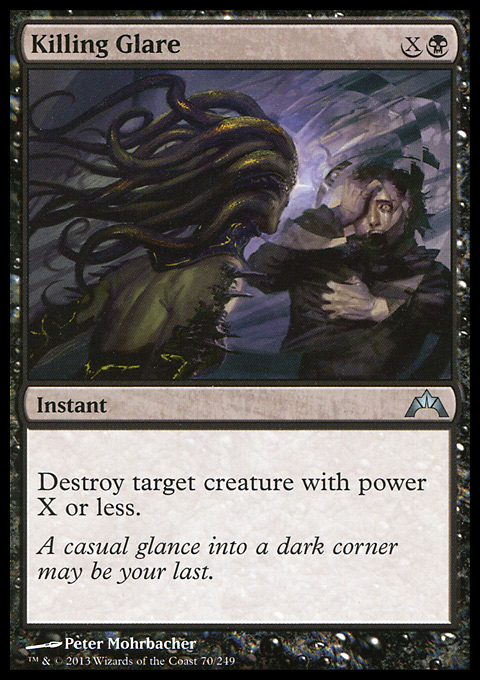 Killing Glare X
Instant
Destroy target creature with power
X or less.
A casual glance into a dark corner
may be your last.
Peter Mohrbacher
™ & © 2013 Wizards of the Coast 70/249